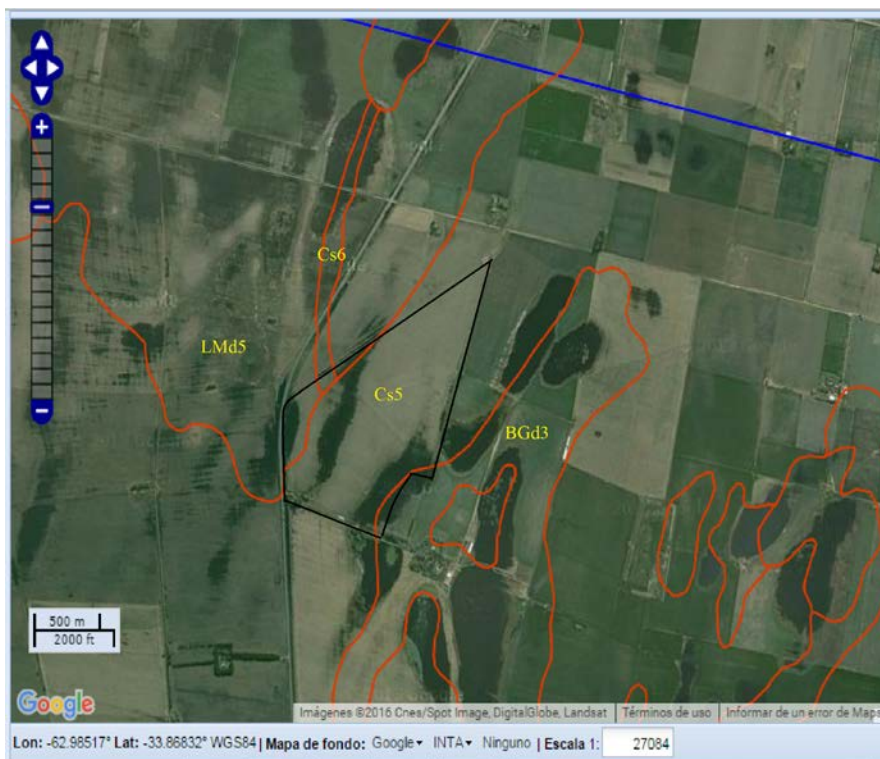 Cs6
LMd5
Cs5
BGd3
500 m
2000 ft
Google
Imágenes ©2016 Cnes/Spot Image, DigitalGlobe, Landsat
Términos de uso
Informar de un error de Maps
Lon: -62.98517° Lat: -33.86832° WGS84 | Mapa de fondo: Google INTA Ninguno | Escala 1: 27084